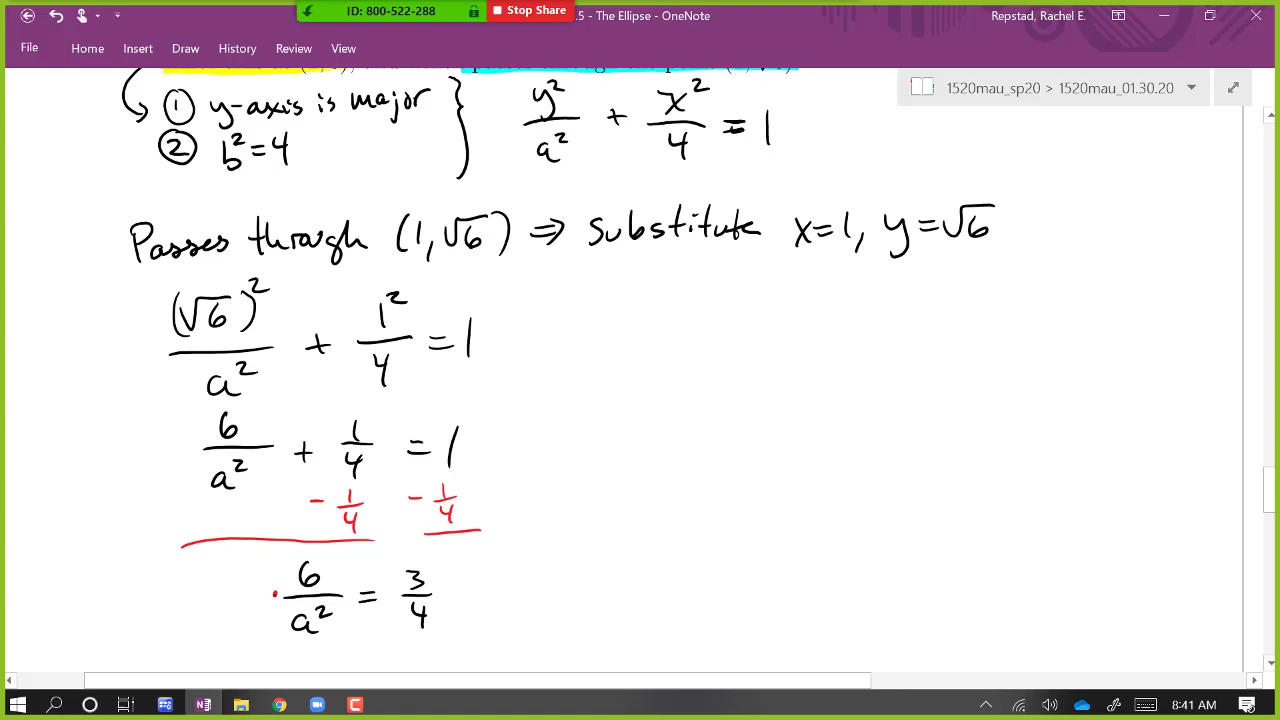 ID: 800-522-288 Stop Share
.5 - The Ellipse - OneNote
Repstad, Rachel E.
File Home Insert Draw History Review View
1520mau_sp20 > 1520mau_01.30.20
① y-axis is major
② b²=4
y²/a² + x²/4 = 1
Passes through (1,√6) ⇒ substitute x=1, y=√6
(√6)²/a² + 1²/4 = 1
6/a² + 1/4 = 1
- 1/4 - 1/4
· 6/a² = 3/4
8:41 AM